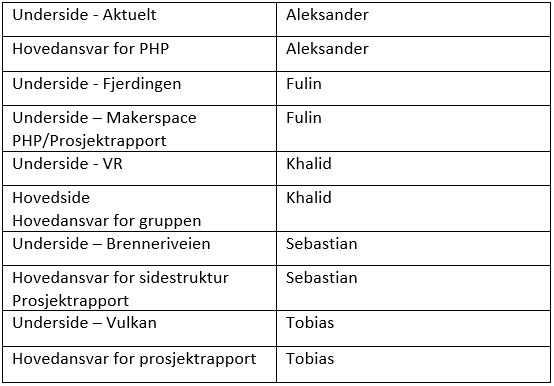 Underside - Aktuelt Aleksander
Hovedansvar for PHP Aleksander
Underside - Fjerdingen Fulin
Underside – Makerspace Fulin
PHP/Prosjektrapport
Underside - VR Khalid
Hovedside Khalid
Hovedansvar for gruppen
Underside – Brenneriveien Sebastian
Hovedansvar for sidestruktur Sebastian
Prosjektrapport
Underside – Vulkan Tobias
Hovedansvar for prosjektrapport Tobias